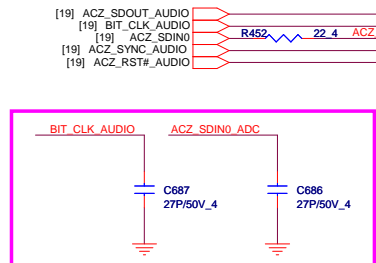 [19] ACZ_SDOUT_AUDIO
[19] BIT_CLK_AUDIO
[19] ACZ_SDIN0 R452 22_4 ACZ
[19] ACZ_SYNC_AUDIO
[19] ACZ_RST#_AUDIO
BIT_CLK_AUDIO ACZ_SDIN0_ADC
C687 C686
27P/50V_4 27P/50V_4